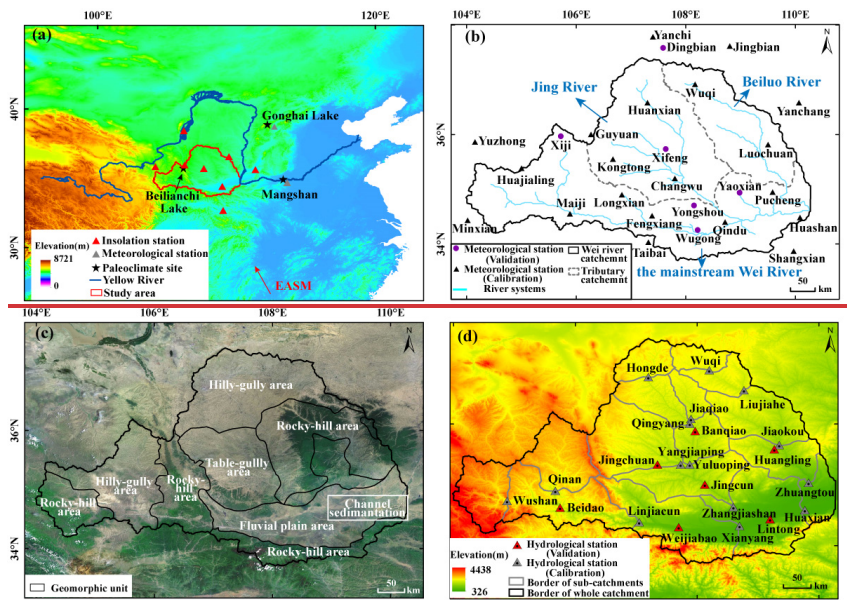 100°E
120°E
(a)
40°N
30°N
Gonghai Lake
Beilianchi
Lake
Mangshan
EASM
Elevation(m)
8721
0
Insolation station
Meteorological station
Paleoclimate site
Yellow River
Study area
104°E
106°E
108°E
110°E
(b)
N
36°N
34°N
Yanchi
Dingbian
Jingbian
Jing River
Beiluo River
Wuqi
Huanxian
Yanchang
Yuzhong
Guyuan
Xiji
Xifeng
Luochuan
Kongtong
Huajialing
Changwu
Yaoxian
Pucheng
Longxian
Maiji
Yongshou
Minxian
Fengxiang
Qindu
Huashan
Wugong
Taibai
Shangxian
the mainstream Wei River
Meteorological station
(Validation)
Meteorological station
(Calibration)
River systems
Wei river
catchemnt
Tributary
catchemnt
50 km
104°E
106°E
108°E
110°E
(c)
N
36°N
34°N
Hilly-gully area
Rocky-hill area
Table-gullly
area
Hilly-gully
area
Rocky-
hill
area
Rocky-hill
area
Channel
sedimentation
Fluvial plain area
Rocky-hill area
Geomorphic unit
50
km
(d)
N
Hongde
Wuqi
Liujiahe
Jiaqiao
Qingyang
Banqiao
Jiaokou
Yangjiaping
Huangling
Jingchuan
Yuluoping
Jingcun
Zhuangtou
Qinan
Wushan
Beidao
Zhangjiashan
Huaxian
Linjiacun
Lintong
Weijiabao
Xianyang
Elevation(m)
4438
326
Hydrological station
(Validation)
Hydrological station
(Calibration)
Border of sub-catchments
Border of whole catchment
50
km